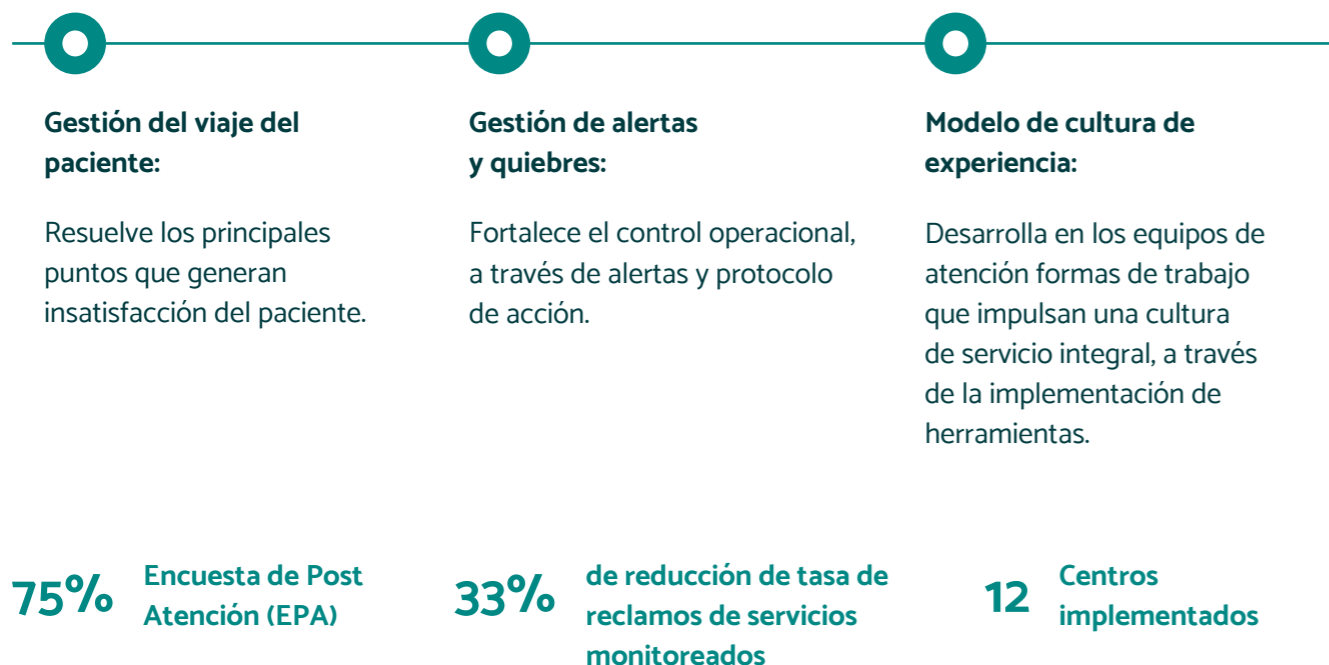 Gestión del viaje del
paciente:
Resuelve los principales
puntos que generan
insatisfacción del paciente.
Gestión de alertas
y quiebres:
Fortalece el control operacional,
a través de alertas y protocolo
de acción.
Modelo de cultura de
experiencia:
Desarrolla en los equipos de
atención formas de trabajo
que impulsan una cultura
de servicio integral, a través
de la implementación de
herramientas.
75%
Encuesta de Post
Atención (EPA)
33%
de reducción de tasa de
reclamos de servicios
monitoreados
12
Centros
implementados